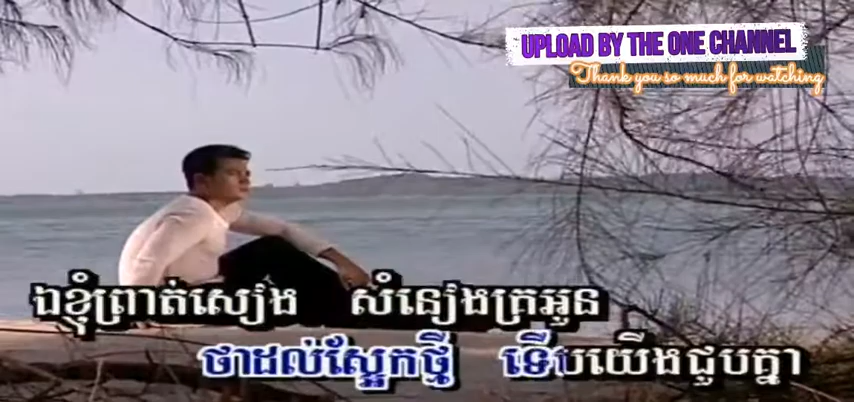 UPLOAD BY THE ONE CHANNEL
Thank you so much for watching
ឯខ្ញុំព្រាត់សៀង សំនៀងត្រអួន
ថាដល់ស្អែកថ្មី ទើបយើងជួបគ្នា